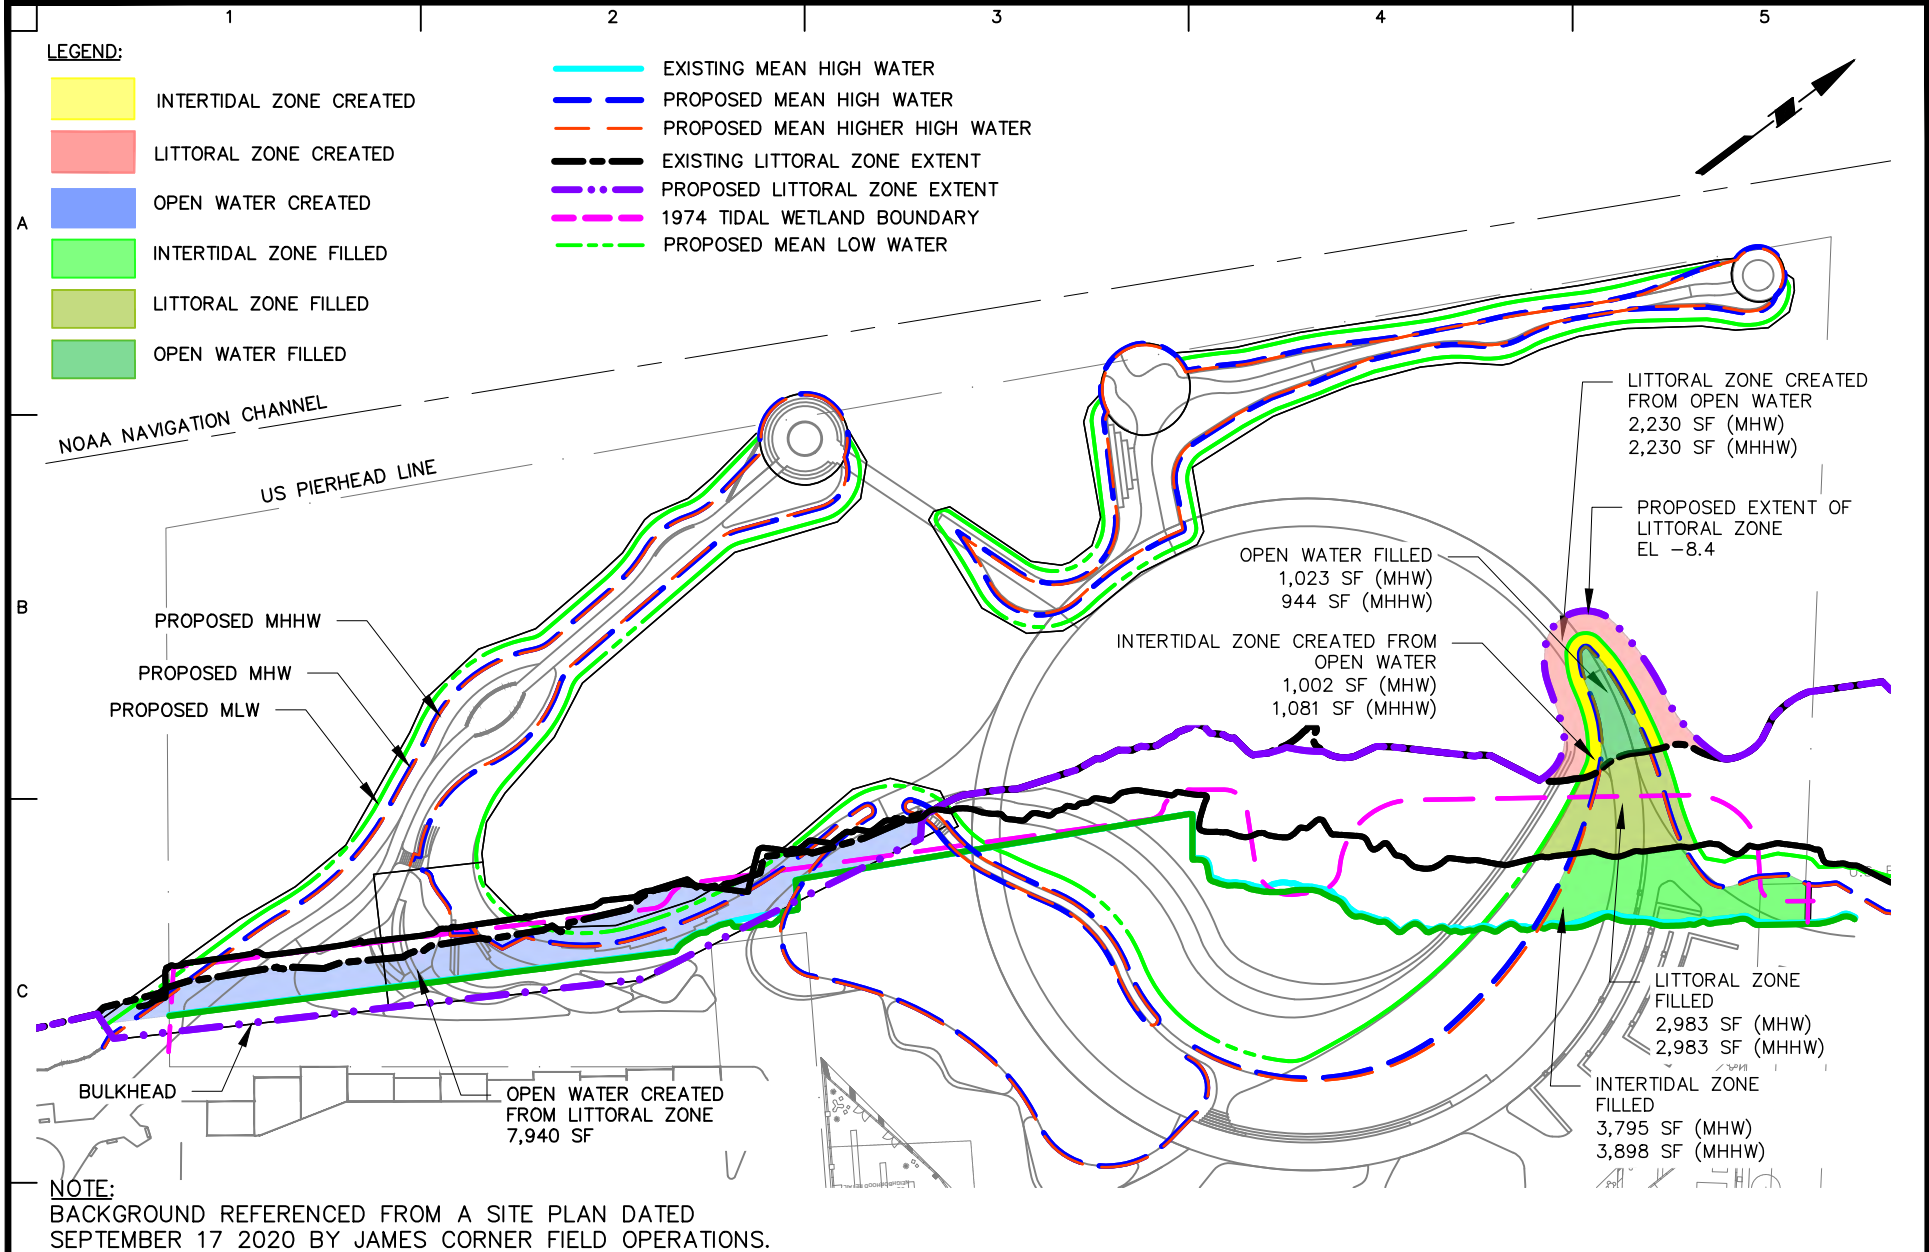 1 2 3 4 5
LEGEND:
INTERTIDAL ZONE CREATED
LITTORAL ZONE CREATED
OPEN WATER CREATED
INTERTIDAL ZONE FILLED
LITTORAL ZONE FILLED
OPEN WATER FILLED
EXISTING MEAN HIGH WATER
PROPOSED MEAN HIGH WATER
PROPOSED MEAN HIGHER HIGH WATER
EXISTING LITTORAL ZONE EXTENT
PROPOSED LITTORAL ZONE EXTENT
1974 TIDAL WETLAND BOUNDARY
PROPOSED MEAN LOW WATER
A
B
C
NOAA NAVIGATION CHANNEL
US PIERHEAD LINE
LITTORAL ZONE CREATED
FROM OPEN WATER
2,230 SF (MHW)
2,230 SF (MHHW)
PROPOSED EXTENT OF
LITTORAL ZONE
EL -8.4
OPEN WATER FILLED
1,023 SF (MHW)
944 SF (MHHW)
INTERTIDAL ZONE CREATED FROM
OPEN WATER
1,002 SF (MHW)
1,081 SF (MHHW)
PROPOSED MHHW
PROPOSED MHW
PROPOSED MLW
LITTORAL ZONE
FILLED
2,983 SF (MHW)
2,983 SF (MHHW)
INTERTIDAL ZONE
FILLED
3,795 SF (MHW)
3,898 SF (MHHW)
BULKHEAD
OPEN WATER CREATED
FROM LITTORAL ZONE
7,940 SF
NOTE:
BACKGROUND REFERENCED FROM A SITE PLAN DATED
SEPTEMBER 17 2020 BY JAMES CORNER FIELD OPERATIONS.